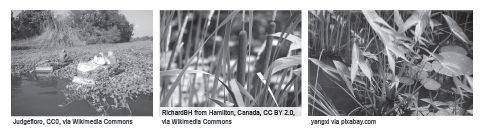 Judgefloro, CC0, via Wikimedia Commons
RichardBH from Hamilton, Canada, CC BY 2.0,
via Wikimedia Commons
yangxi via pixabay.com